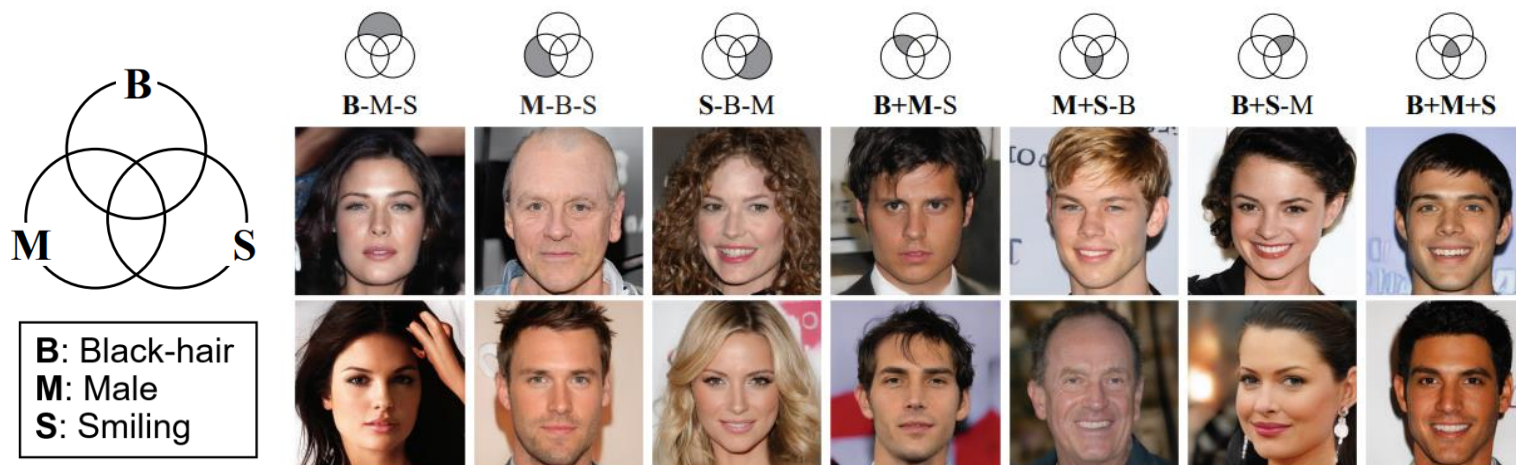 B
M
S
B: Black-hair
M: Male
S: Smiling
B-M-S
M-B-S
S-B-M
B+M-S
M+S-B
B+S-M
B+M+S